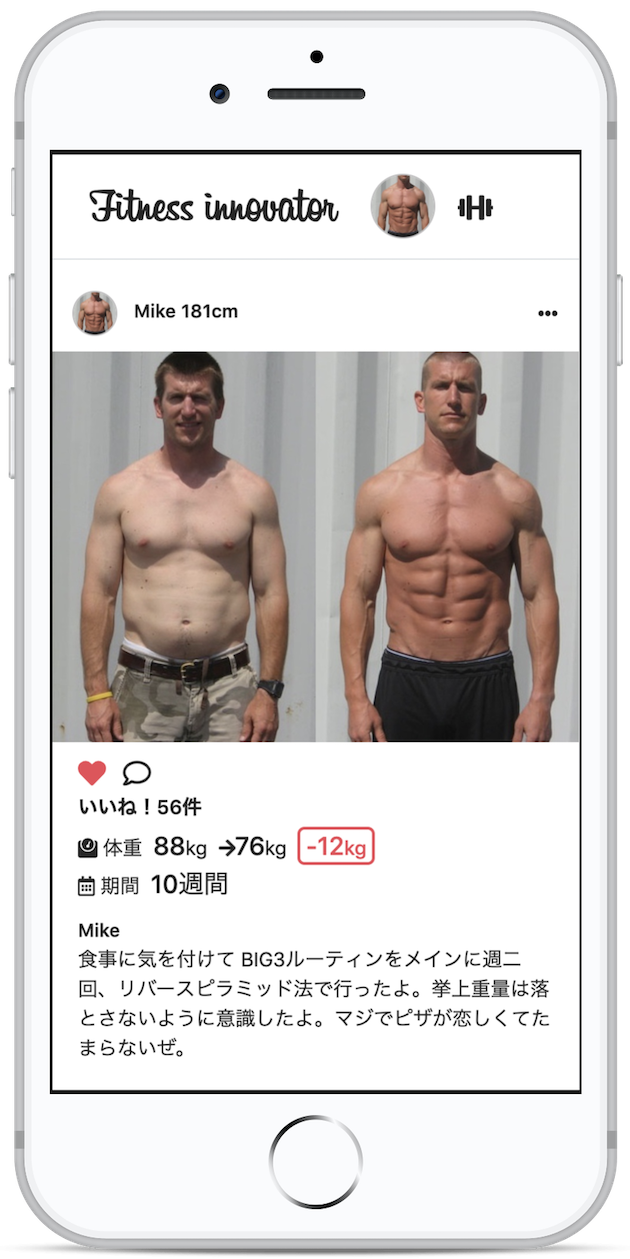 Fitness innovator
Mike 181cm
いいね！56件
体重 88kg →76kg -12kg
期間 10週間
Mike
食事に気を付けて BIG3ルーティンをメインに週二
回、リバースピラミッド法で行ったよ。挙上重量は落
とさないように意識したよ。マジでピザが恋しくてた
まらないぜ。